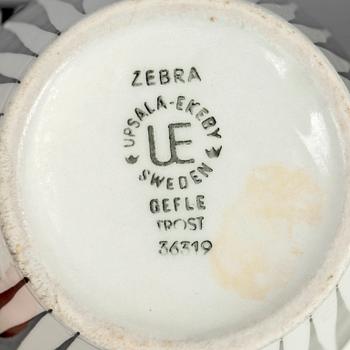 ZEBRA
UPSALA-EKEBY
UE
SWEDEN
GEFLE
FROST
36319